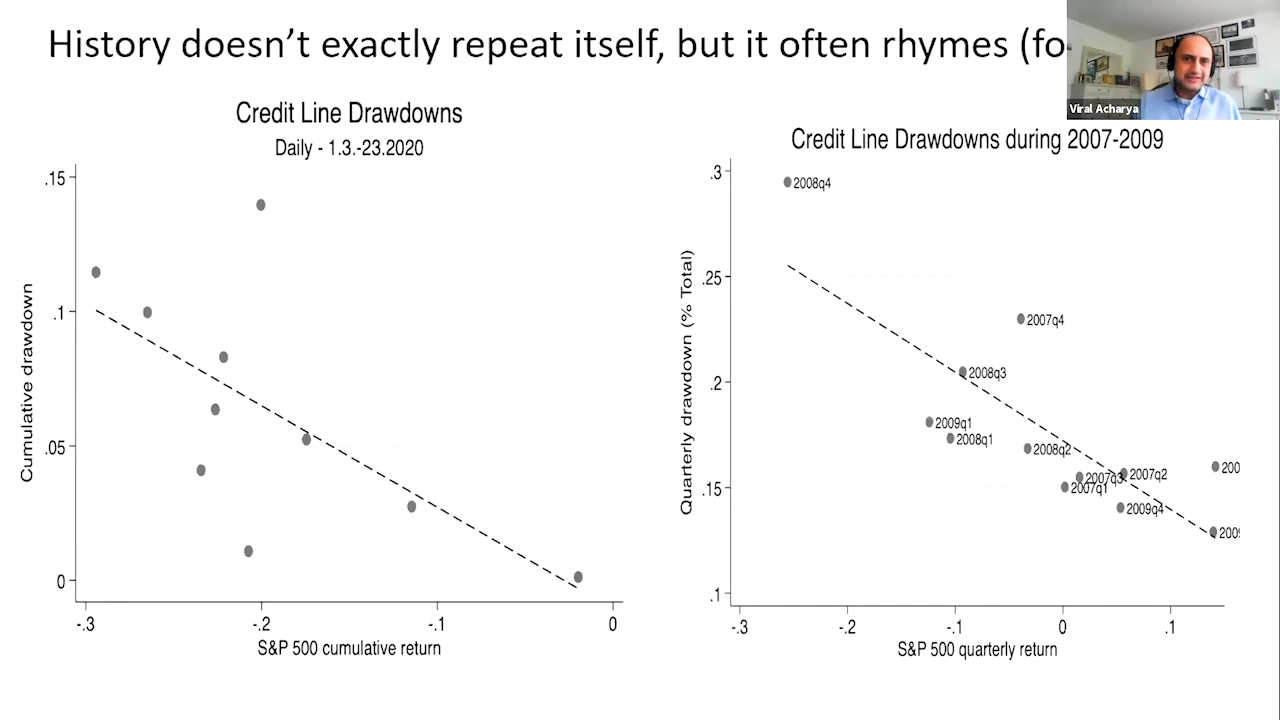 History doesn't exactly repeat itself, but it often rhymes (fo
Viral Acharya
Credit Line Drawdowns
Daily - 1.3.-23.2020
Cumulative drawdown
.15
.1
.05
0
-.3
-.2
-.1
0
S&P 500 cumulative return
Credit Line Drawdowns during 2007-2009
Quarterly drawdown (% Total)
.3
.25
.2
.15
.1
2008q4
2007q4
2008q3
2009q1
2008q1
2008q2
2007q2
2007q3
2007q1
2009q4
200
2009
-.3
-.2
-.1
0
.1
S&P 500 quarterly return